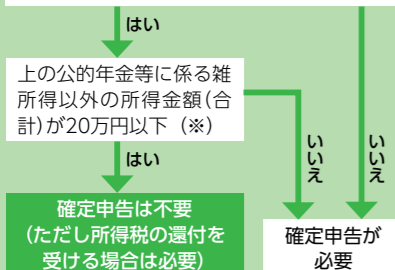 はい
上の公的年金等に係る雑
所得以外の所得金額(合
計)が20万円以下（※）
いいえ
いいえ
はい
確定申告は不要
(ただし所得税の還付を
受ける場合は必要)
確定申告が
必要